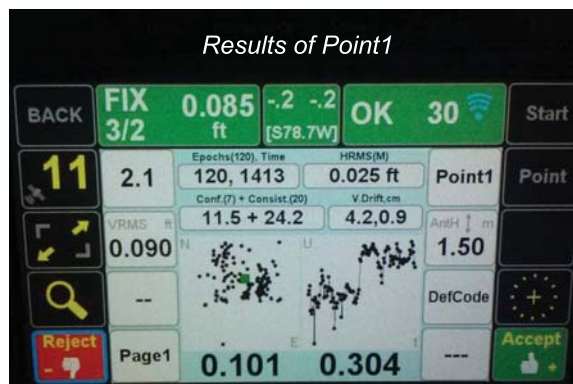 Results of Point1
BACK
FIX 0.085 -.2 -.2 OK 30
3/2 ft [S78.7W]
Start
11
2.1
Epochs(120), Time HRMS(M)
120, 1413 0.025 ft
Point1
Point
Conf.(7) + Consist.(20) V.Drift,cm
11.5 + 24.2 4.2,0.9
VRMS ft
0.090
AntH m
1.50
N U
--
DefCode
E t
Reject
Page1
0.101 0.304
---
Accept